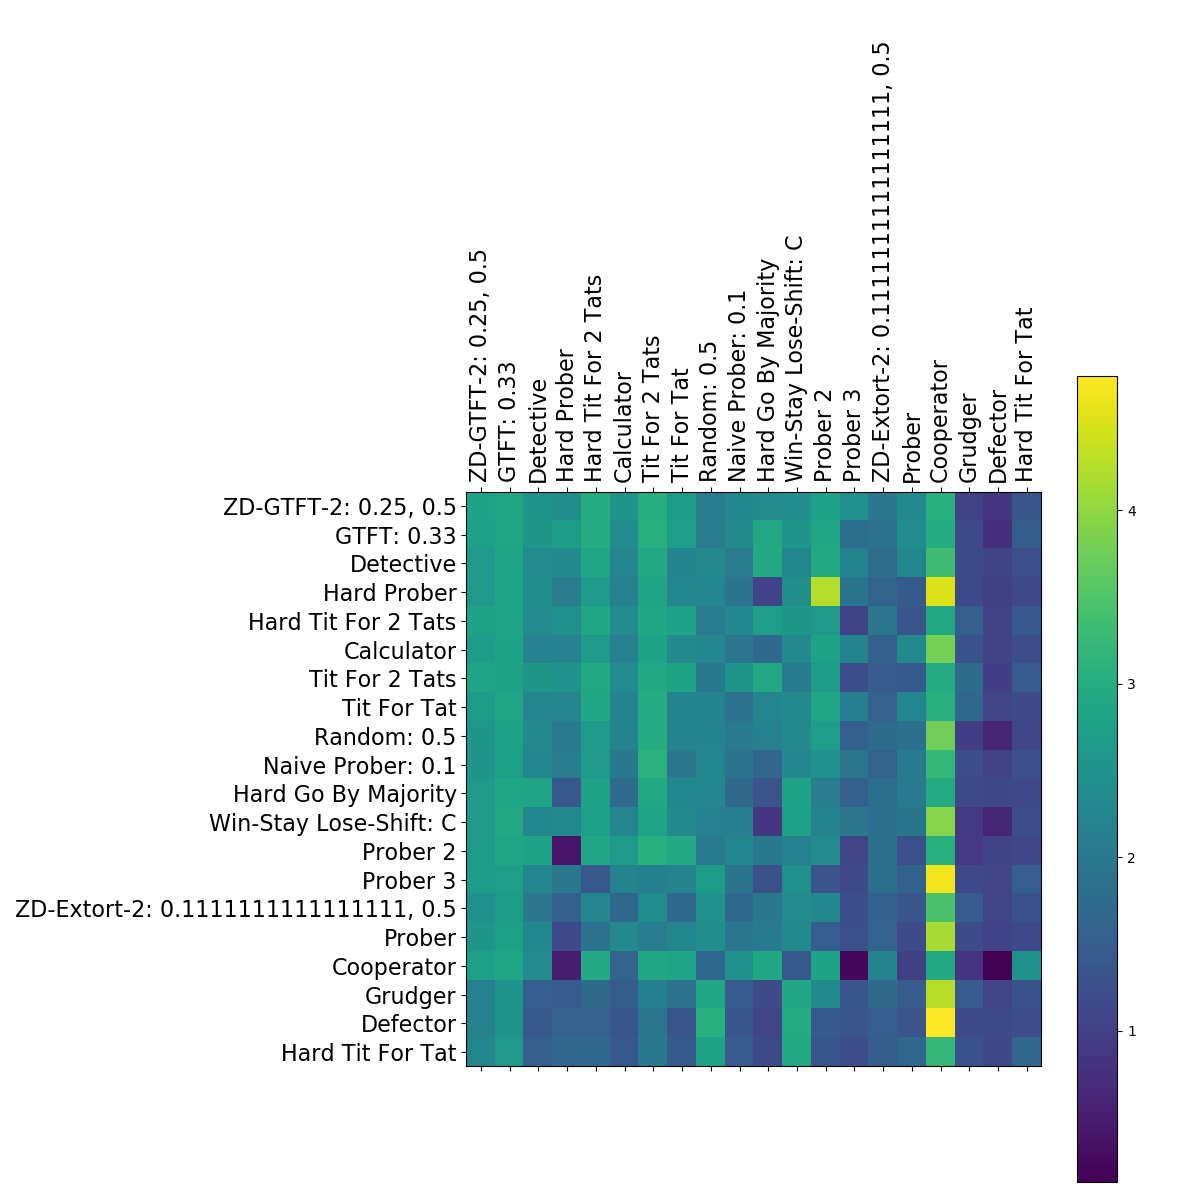 ZD-GTFT-2: 0.25, 0.5
GTFT: 0.33
Detective
Hard Prober
Hard Tit For 2 Tats
Calculator
Tit For 2 Tats
Tit For Tat
Random: 0.5
Naive Prober: 0.1
Hard Go By Majority
Win-Stay Lose-Shift: C
Prober 2
Prober 3
ZD-Extort-2: 0.1111111111111111, 0.5
Prober
Cooperator
Grudger
Defector
Hard Tit For Tat
ZD-GTFT-2: 0.25, 0.5
GTFT: 0.33
Detective
Hard Prober
Hard Tit For 2 Tats
Calculator
Tit For 2 Tats
Tit For Tat
Random: 0.5
Naive Prober: 0.1
Hard Go By Majority
Win-Stay Lose-Shift: C
Prober 2
Prober 3
ZD-Extort-2: 0.1111111111111111, 0.5
Prober
Cooperator
Grudger
Defector
Hard Tit For Tat
4
3
2
1